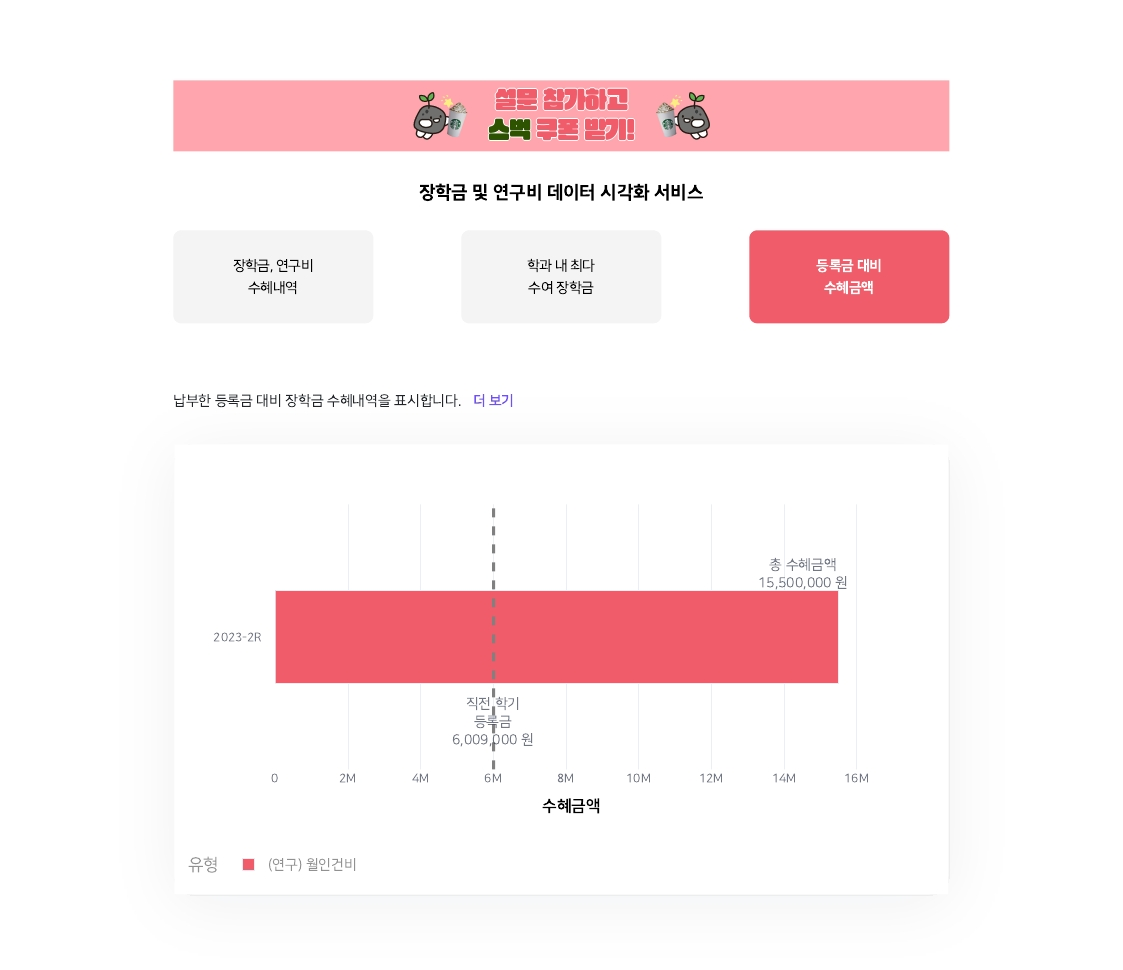 설문 참가하고
스벅 쿠폰 받기!
장학금 및 연구비 데이터 시각화 서비스
장학금, 연구비
수혜내역
학과 내 최다
수여 장학금
등록금 대비
수혜금액
납부한 등록금 대비 장학금 수혜내역을 표시합니다. 더 보기
총 수혜금액
15,500,000 원
2023-2R
직전 학기
등록금
6,009,000 원
0 2M 4M 6M 8M 10M 12M 14M 16M
수혜금액
유형 (연구) 월인건비